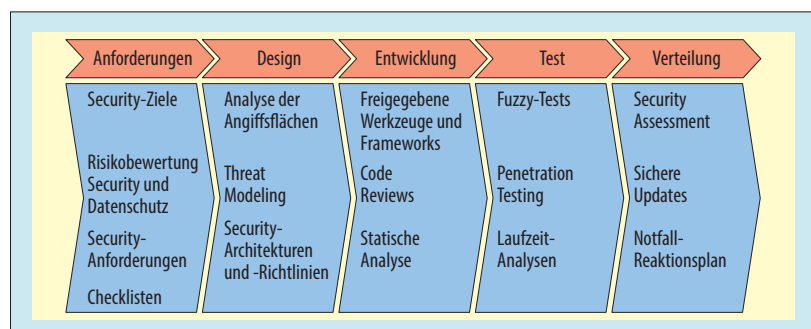 Anforderungen
Design
Entwicklung
Test
Verteilung
Security-Ziele
Risikobewertung
Security und
Datenschutz
Security-
Anforderungen
Checklisten
Analyse der
Angiffsflächen
Threat
Modeling
Security-
Architekturen
und -Richtlinien
Freigegebene
Werkzeuge und
Frameworks
Code
Reviews
Statische
Analyse
Fuzzy-Tests
Penetration
Testing
Laufzeit-
Analysen
Security
Assessment
Sichere
Updates
Notfall-
Reaktionsplan